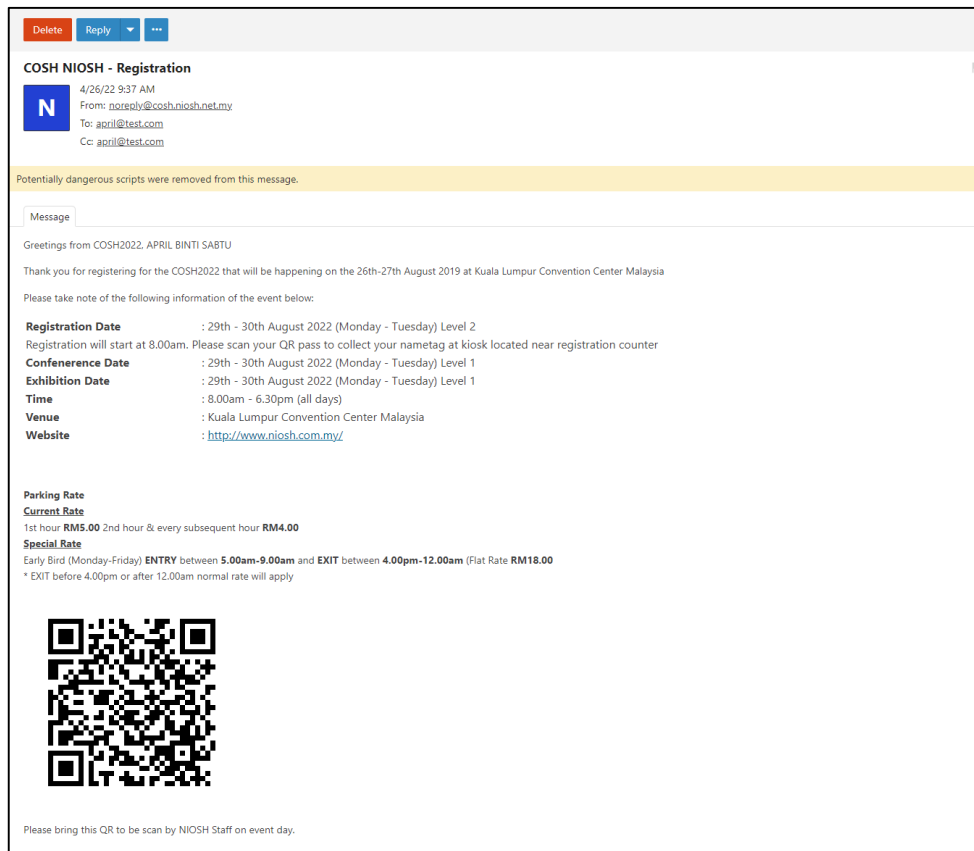 Delete Reply ...
COSH NIOSH - Registration
N
4/26/22 9:37 AM
From: noreply@cosh.niosh.net.my
To: april@test.com
Cc: april@test.com
Potentially dangerous scripts were removed from this message.
Message
Greetings from COSH2022, APRIL BINTI SABTU
Thank you for registering for the COSH2022 that will be happening on the 26th-27th August 2019 at Kuala Lumpur Convention Center Malaysia
Please take note of the following information of the event below:
Registration Date : 29th - 30th August 2022 (Monday - Tuesday) Level 2
Registration will start at 8.00am. Please scan your QR pass to collect your nametag at kiosk located near registration counter
Confenerence Date : 29th - 30th August 2022 (Monday - Tuesday) Level 1
Exhibition Date : 29th - 30th August 2022 (Monday - Tuesday) Level 1
Time : 8.00am - 6.30pm (all days)
Venue : Kuala Lumpur Convention Center Malaysia
Website : http://www.niosh.com.my/
Parking Rate
Current Rate
1st hour RM5.00 2nd hour & every subsequent hour RM4.00
Special Rate
Early Bird (Monday-Friday) ENTRY between 5.00am-9.00am and EXIT between 4.00pm-12.00am (Flat Rate RM18.00
* EXIT before 4.00pm or after 12.00am normal rate will apply
Please bring this QR to be scan by NIOSH Staff on event day.